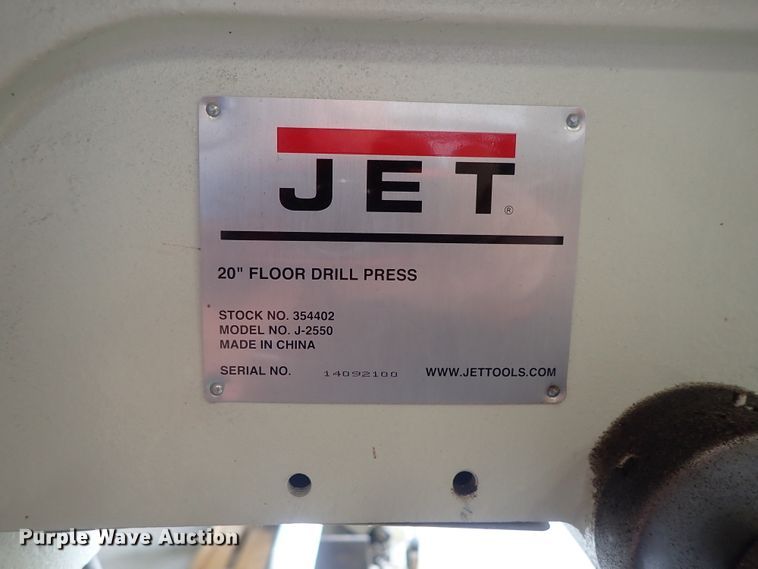 JET®
20" FLOOR DRILL PRESS
STOCK NO. 354402
MODEL NO. J-2550
MADE IN CHINA
SERIAL NO. 14092100 WWW.JETTOOLS.COM
Purple Wave Auction